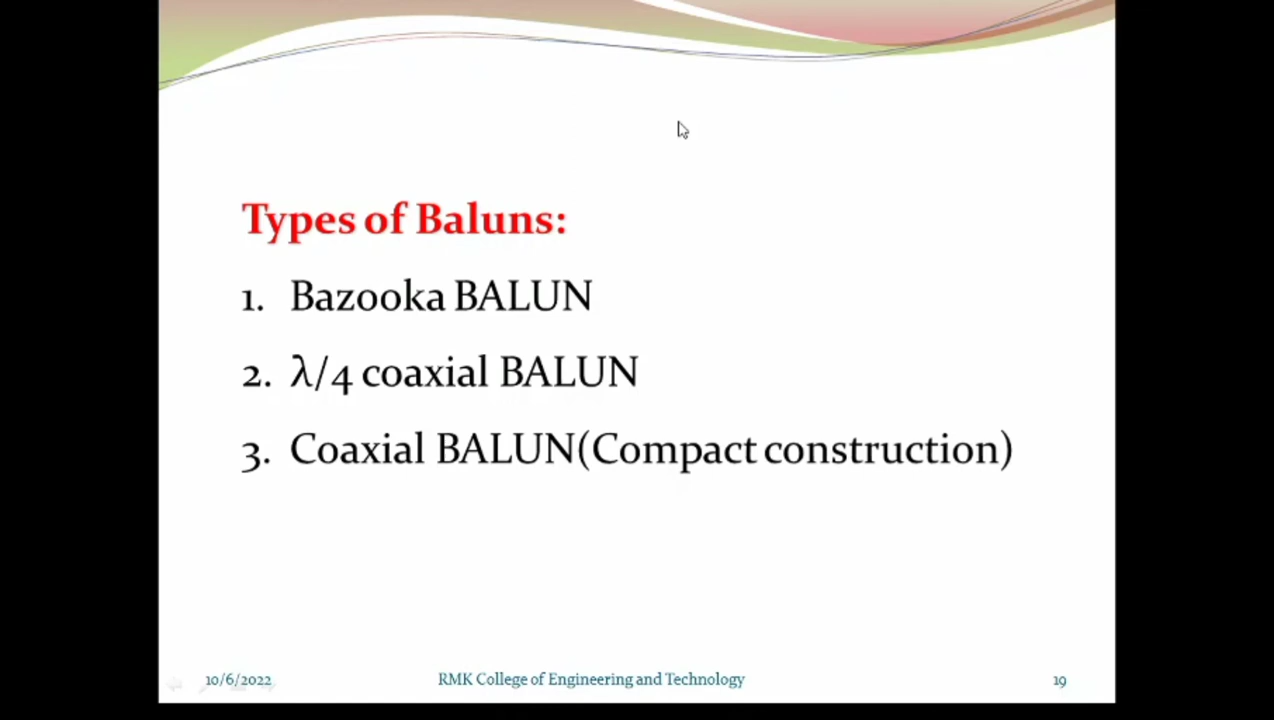 Types of Baluns:
1. Bazooka BALUN
2. λ/4 coaxial BALUN
3. Coaxial BALUN(Compact construction)
10/6/2022 RMK College of Engineering and Technology 19